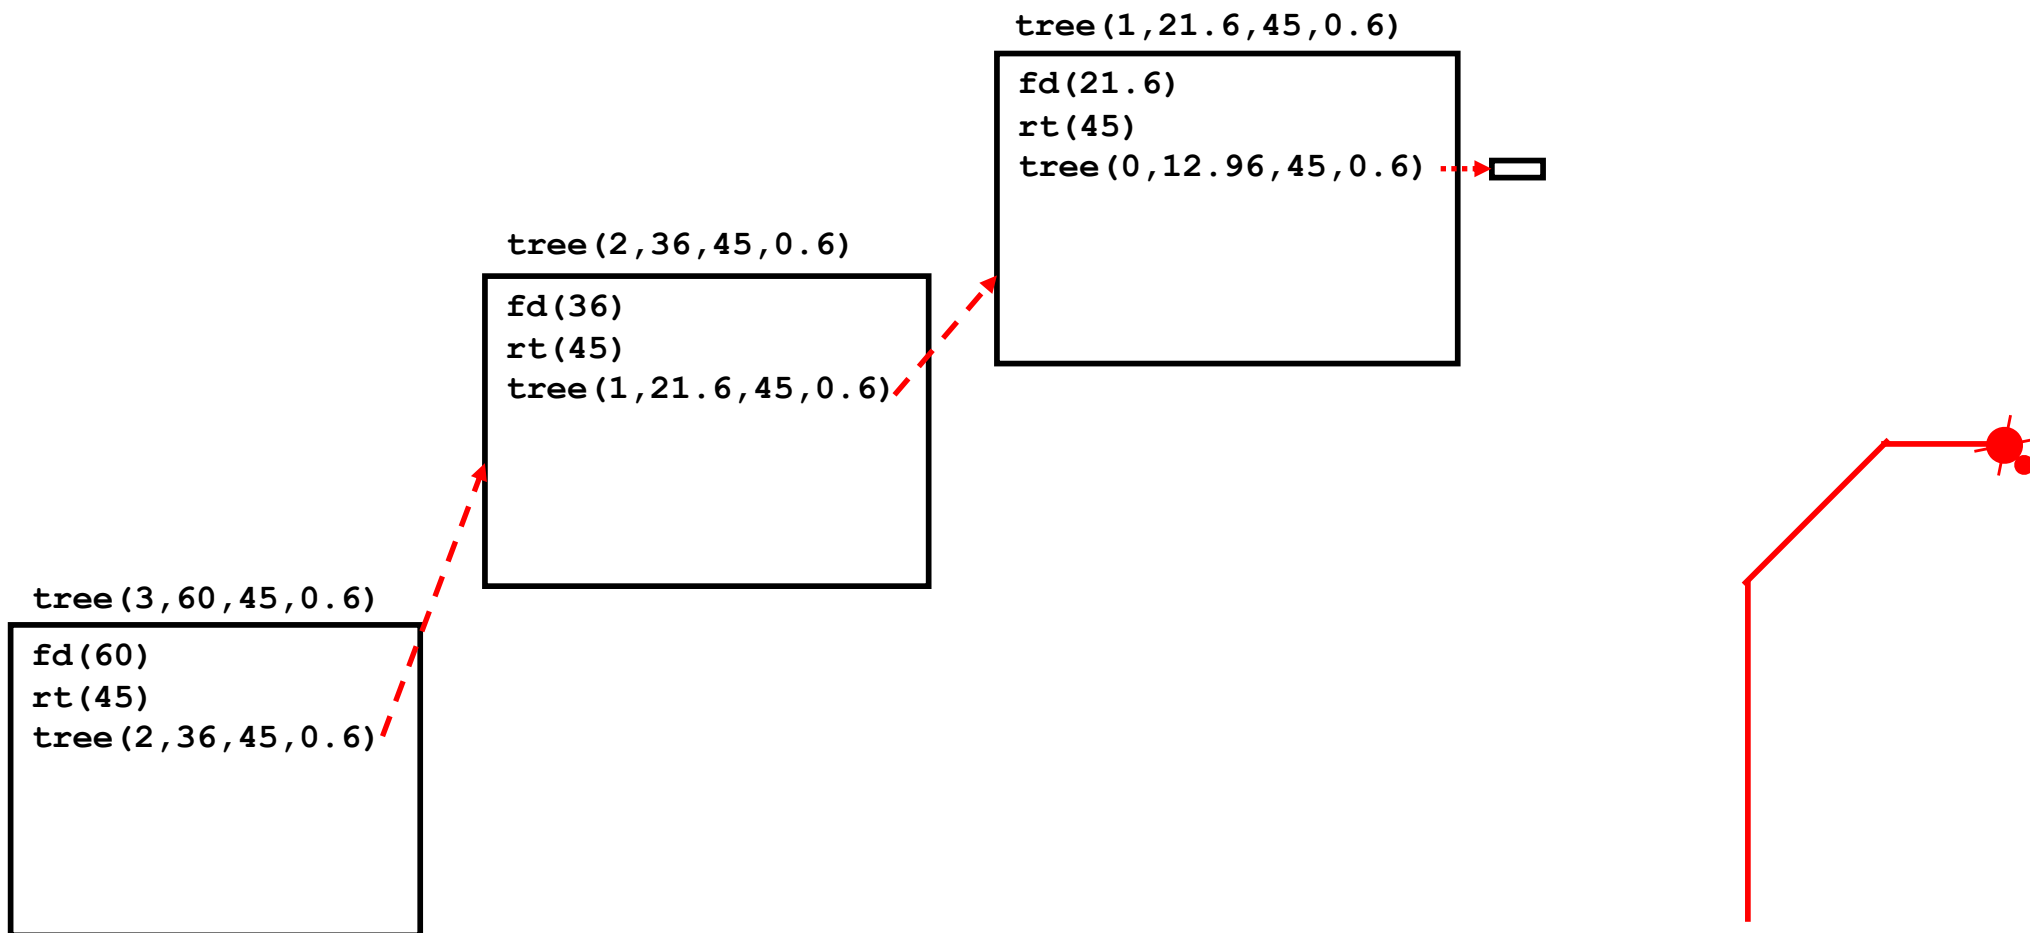 tree(1,21.6,45,0.6)
fd(21.6)
rt(45)
tree(0,12.96,45,0.6)
tree(2,36,45,0.6)
fd(36)
rt(45)
tree(1,21.6,45,0.6)
tree(3,60,45,0.6)
fd(60)
rt(45)
tree(2,36,45,0.6)